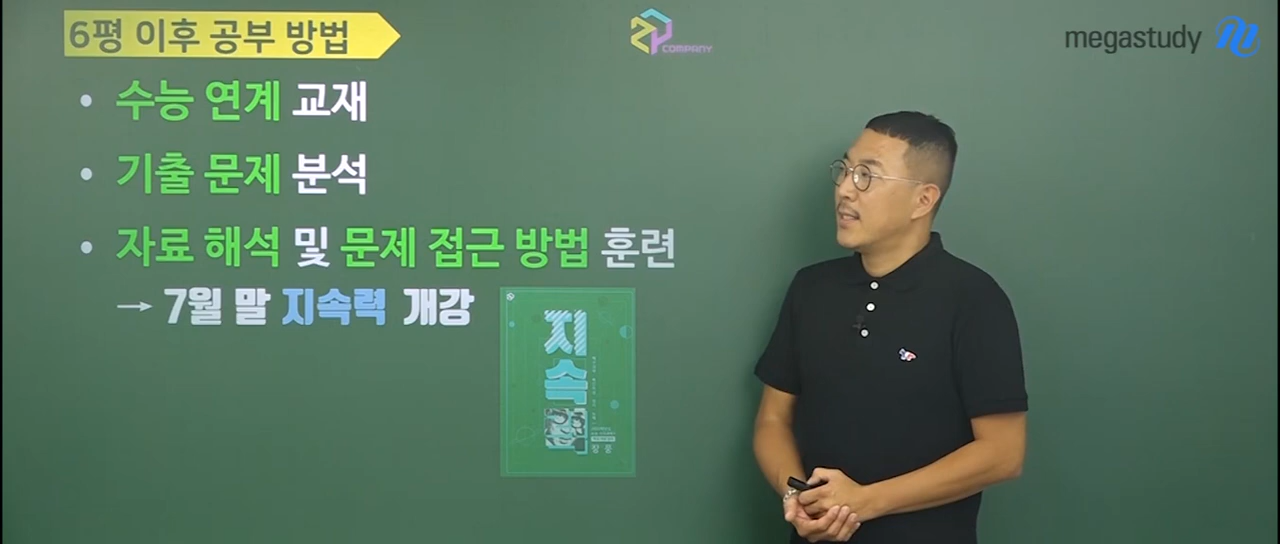 6평 이후 공부 방법
COMPANY
megastudy
• 수능 연계 교재
• 기출 문제 분석
• 자료 해석 및 문제 접근 방법 훈련
→ 7월 말 지속력 개강
지속력